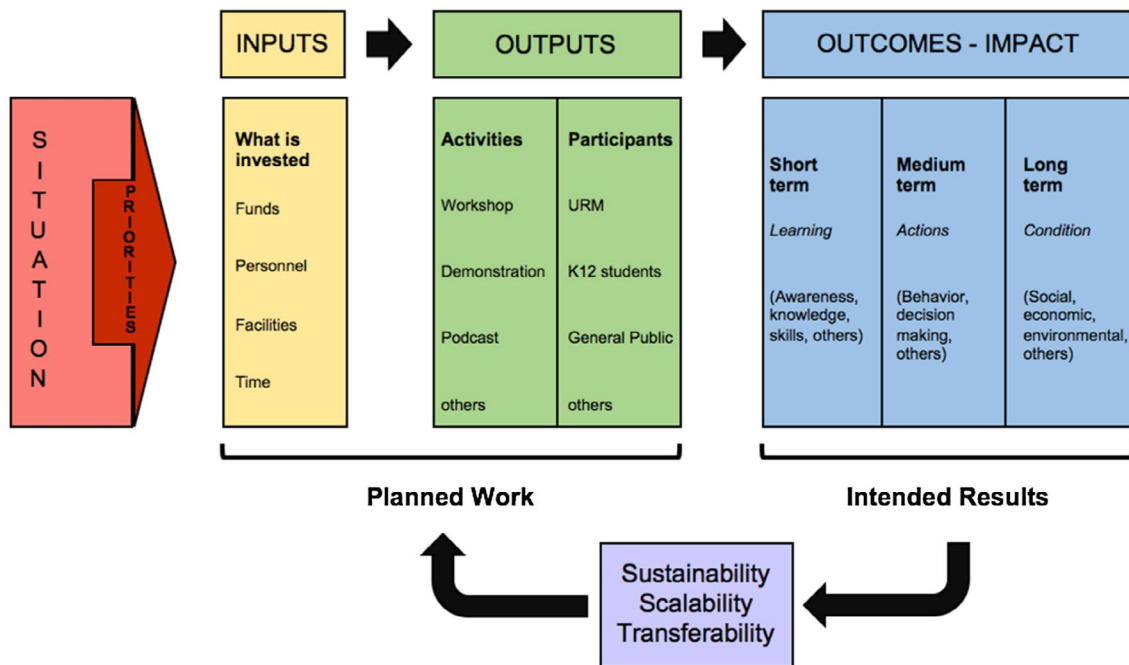 INPUTS
OUTPUTS
OUTCOMES - IMPACT
SITUATION
PRIORITIES
What is
invested
Funds
Personnel
Facilities
Time
Activities
Workshop
Demonstration
Podcast
others
Participants
URM
K12 students
General Public
others
Short
term
Learning
(Awareness,
knowledge,
skills, others)
Medium
term
Actions
(Behavior,
decision
making,
others)
Long
term
Condition
(Social,
economic,
environmental,
others)
Planned Work
Intended Results
Sustainability
Scalability
Transferability